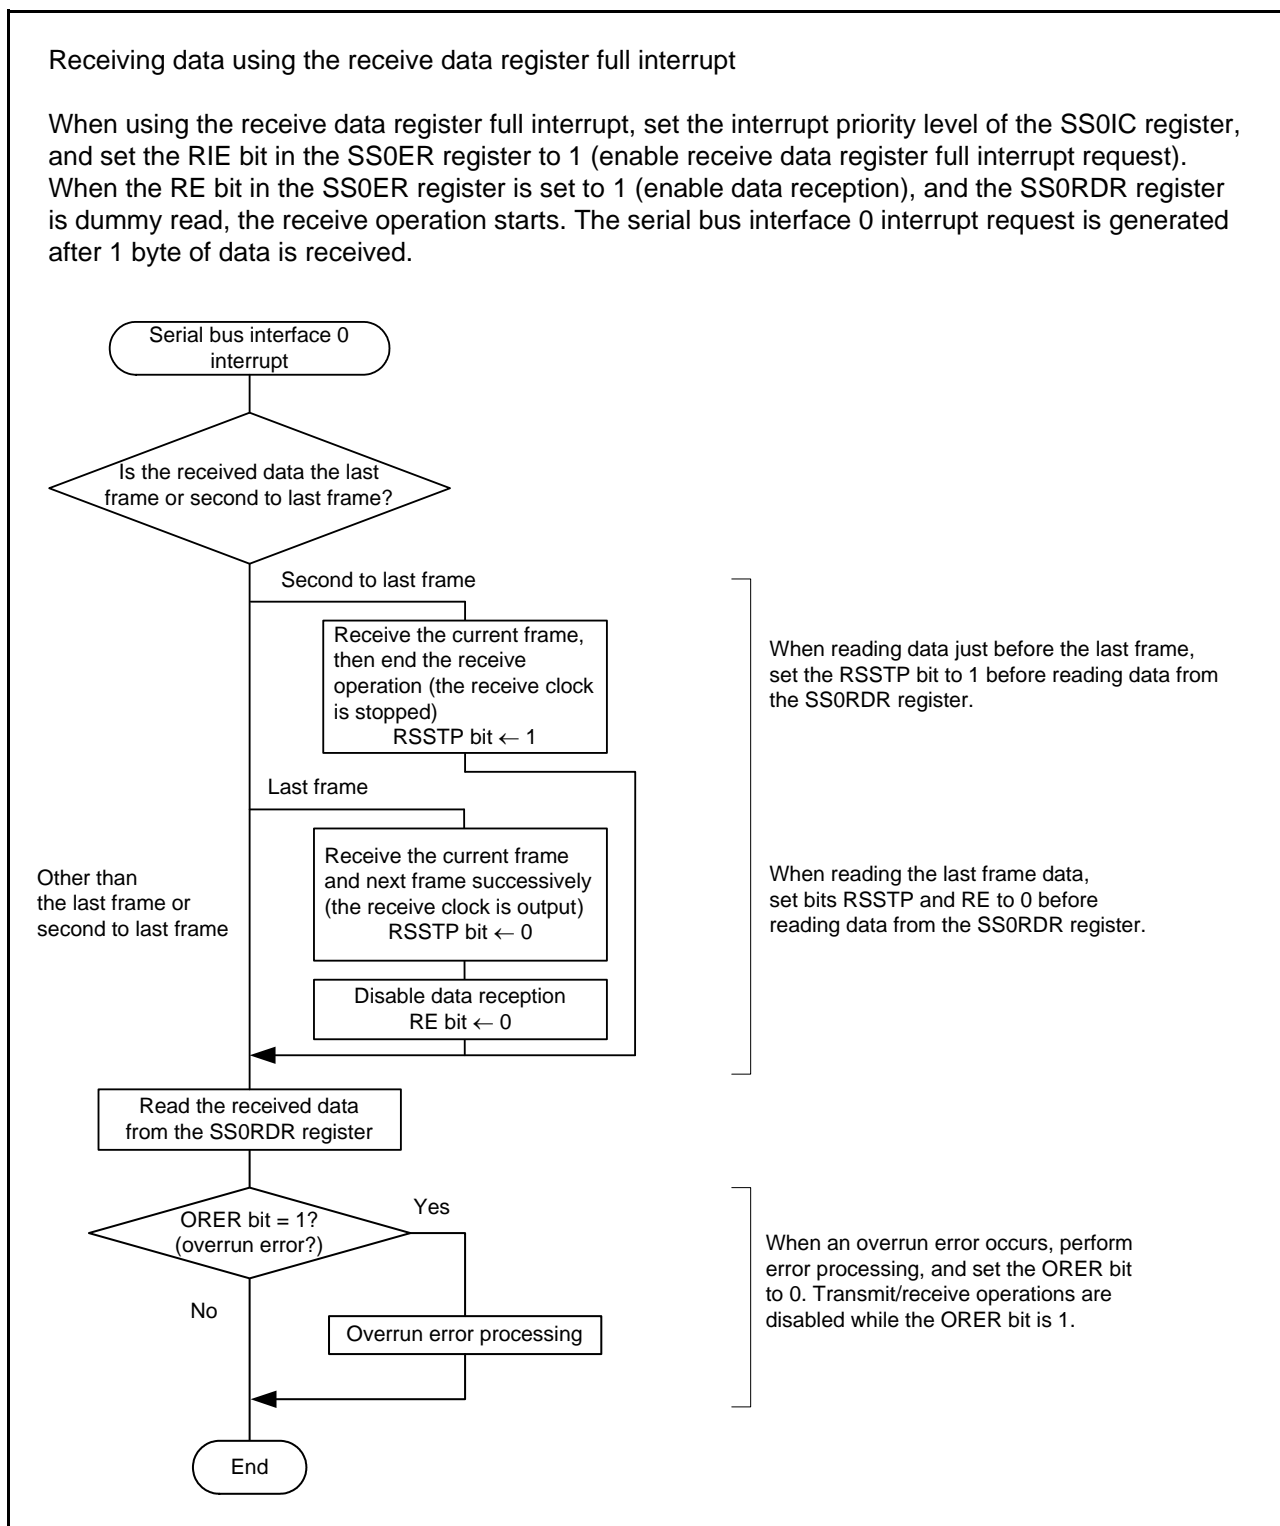 Receiving data using the receive data register full interrupt
When using the receive data register full interrupt, set the interrupt priority level of the SS0IC register,
and set the RIE bit in the SS0ER register to 1 (enable receive data register full interrupt request).
When the RE bit in the SS0ER register is set to 1 (enable data reception), and the SS0RDR register
is dummy read, the receive operation starts. The serial bus interface 0 interrupt request is generated
after 1 byte of data is received.
Serial bus interface 0
interrupt
Is the received data the last
frame or second to last frame?
Second to last frame
Receive the current frame,
then end the receive
operation (the receive clock
is stopped)
RSSTP bit ← 1
When reading data just before the last frame,
set the RSSTP bit to 1 before reading data from
the SS0RDR register.
Last frame
Receive the current frame
and next frame successively
(the receive clock is output)
RSSTP bit ← 0
Other than
the last frame or
second to last frame
When reading the last frame data,
set bits RSSTP and RE to 0 before
reading data from the SS0RDR register.
Disable data reception
RE bit ← 0
Read the received data
from the SS0RDR register
ORER bit = 1?
(overrun error?)
Yes
No
Overrun error processing
When an overrun error occurs, perform
error processing, and set the ORER bit
to 0. Transmit/receive operations are
disabled while the ORER bit is 1.
End